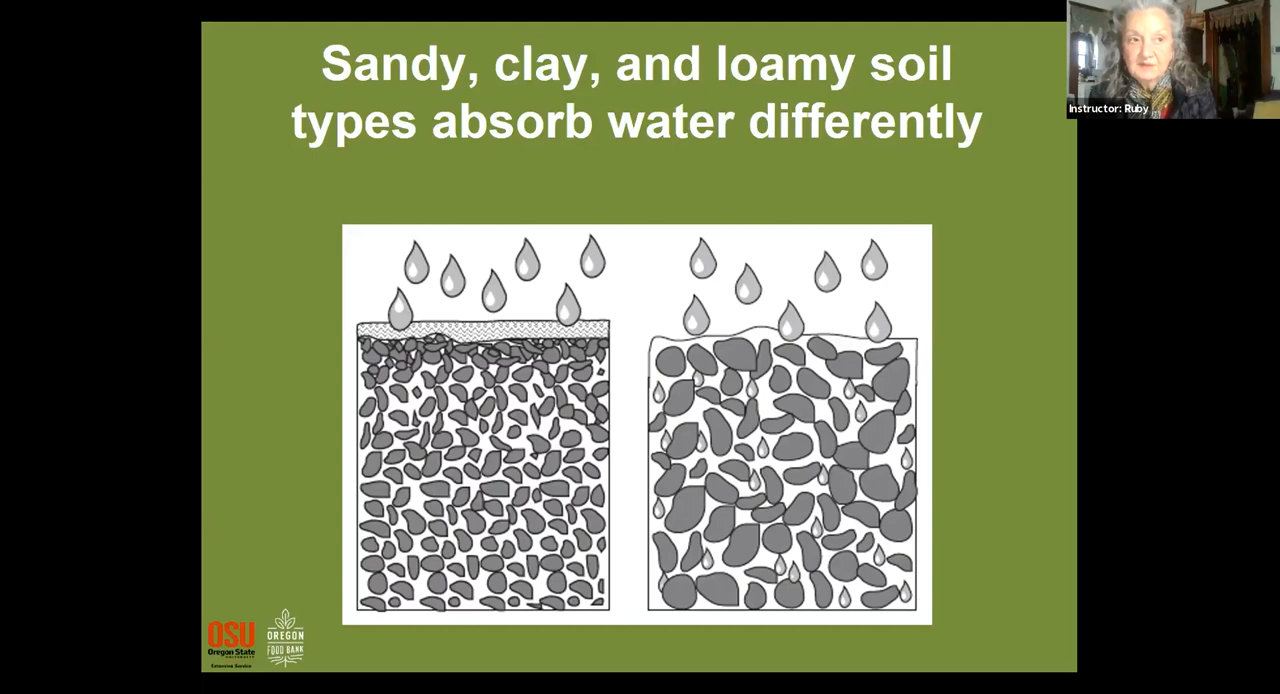 Sandy, clay, and loamy soil
types absorb water differently
Instructor: Ruby
OSU
Oregon State
UNIVERSITY
Extension Service
OREGON
FOOD BANK